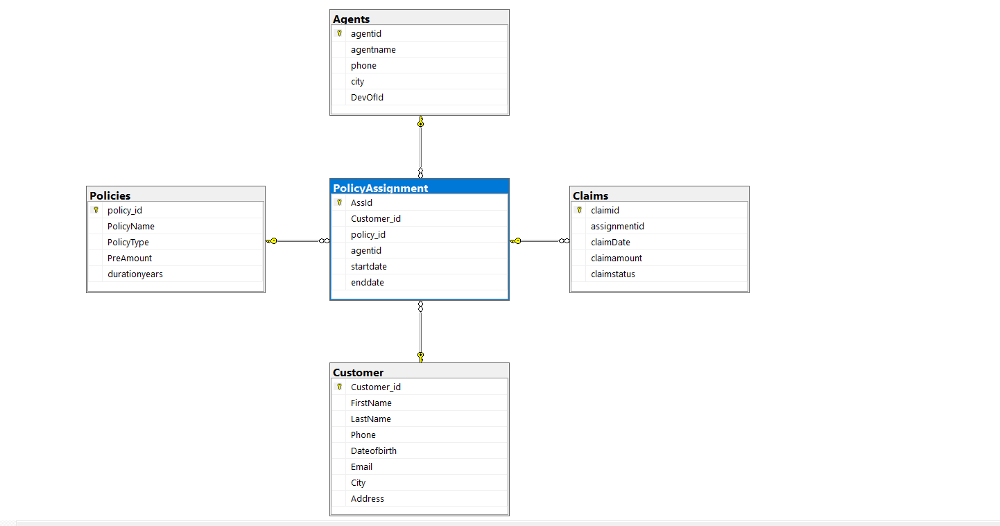 Agents
agentid
agentname
phone
city
DevOfId
Policies
policy_id
PolicyName
PolicyType
PreAmount
durationyears
PolicyAssignment
AssId
Customer_id
policy_id
agentid
startdate
enddate
Claims
claimid
assignmentid
claimDate
claimamount
claimstatus
Customer
Customer_id
FirstName
LastName
Phone
Dateofbirth
Email
City
Address